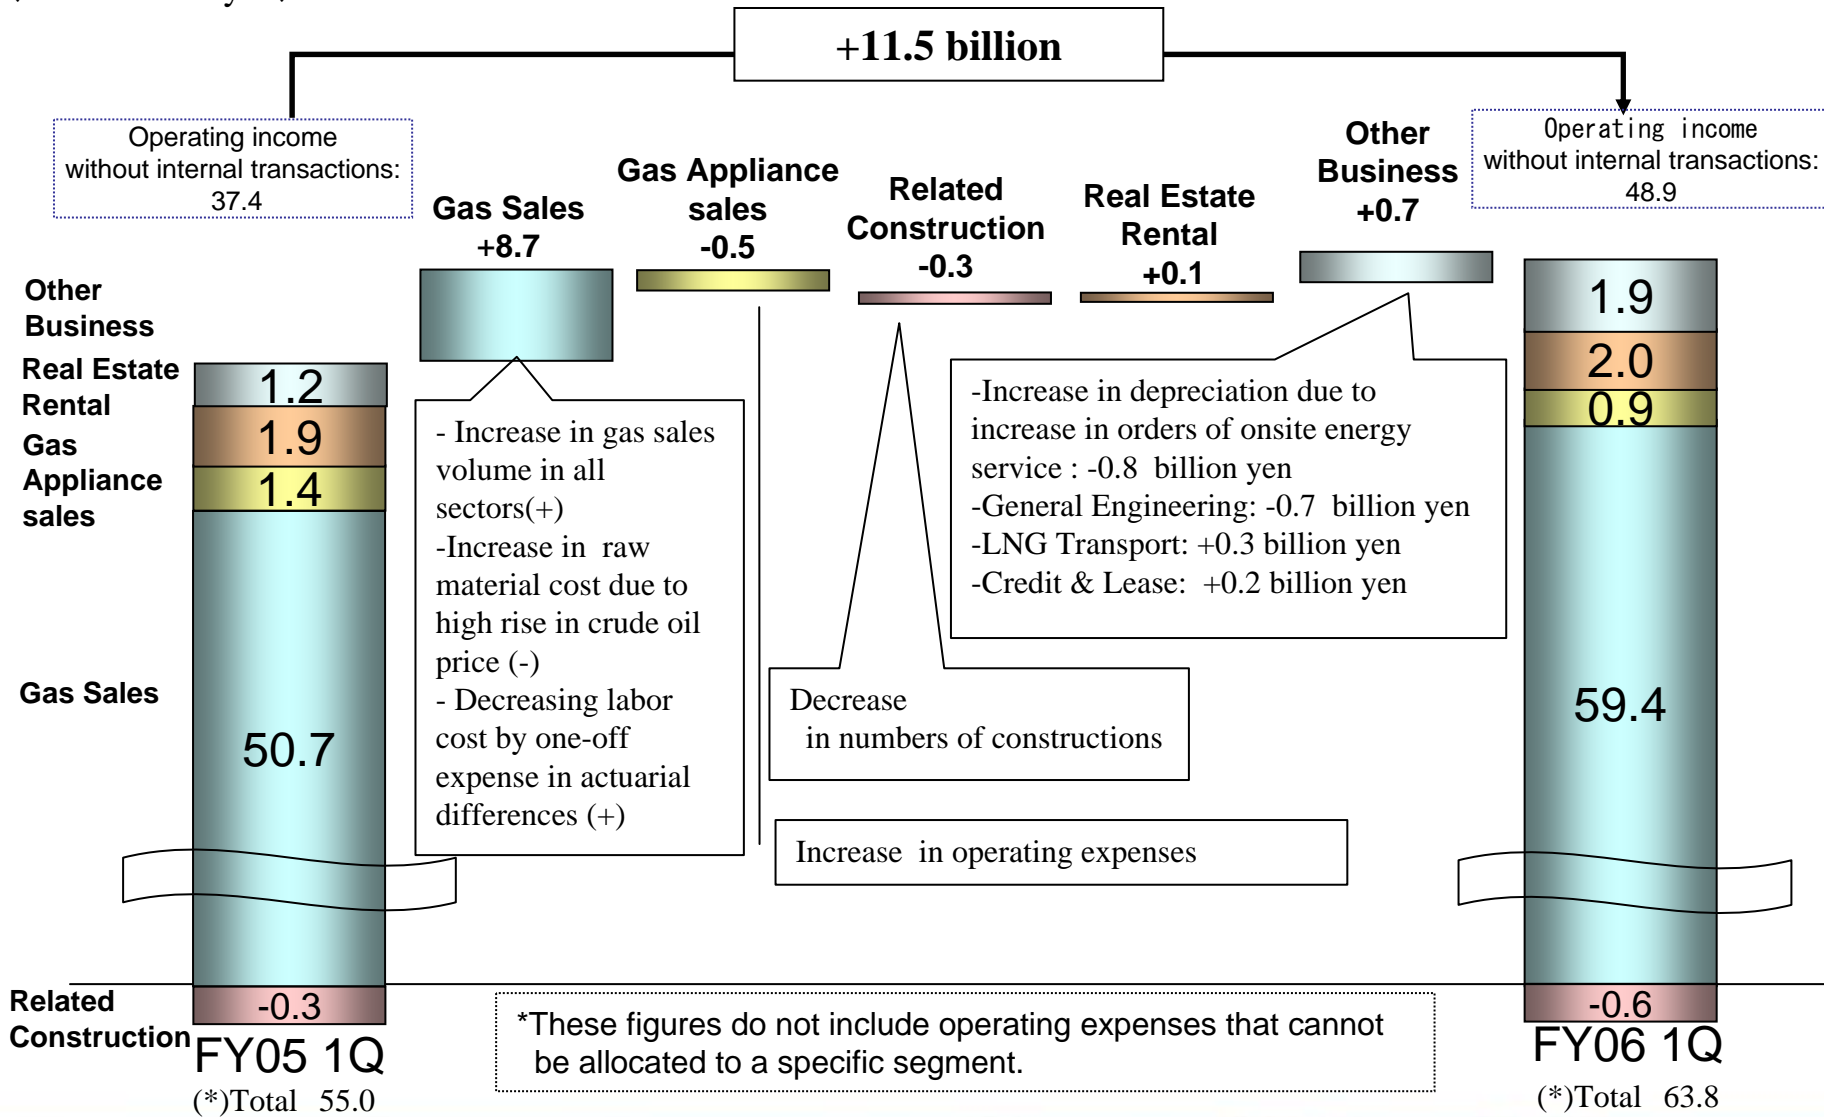 +11.5 billion
Operating income
without internal transactions:
37.4
Operating income
without internal transactions:
48.9
Gas Sales
+8.7
Gas Appliance
sales
-0.5
Related
Construction
-0.3
Real Estate
Rental
+0.1
Other
Business
+0.7
Other
Business
Real Estate
Rental
Gas
Appliance
sales
Gas Sales
Related
Construction
1.2
1.9
1.4
50.7
-0.3
FY05 1Q
(*)Total 55.0
- Increase in gas sales
volume in all
sectors(+)
-Increase in raw
material cost due to
high rise in crude oil
price (-)
- Decreasing labor
cost by one-off
expense in actuarial
differences (+)
-Increase in depreciation due to
increase in orders of onsite energy
service : -0.8 billion yen
-General Engineering: -0.7 billion yen
-LNG Transport: +0.3 billion yen
-Credit & Lease: +0.2 billion yen
Decrease
in numbers of constructions
Increase in operating expenses
*These figures do not include operating expenses that cannot
be allocated to a specific segment.
1.9
2.0
0.9
59.4
-0.6
FY06 1Q
(*)Total 63.8